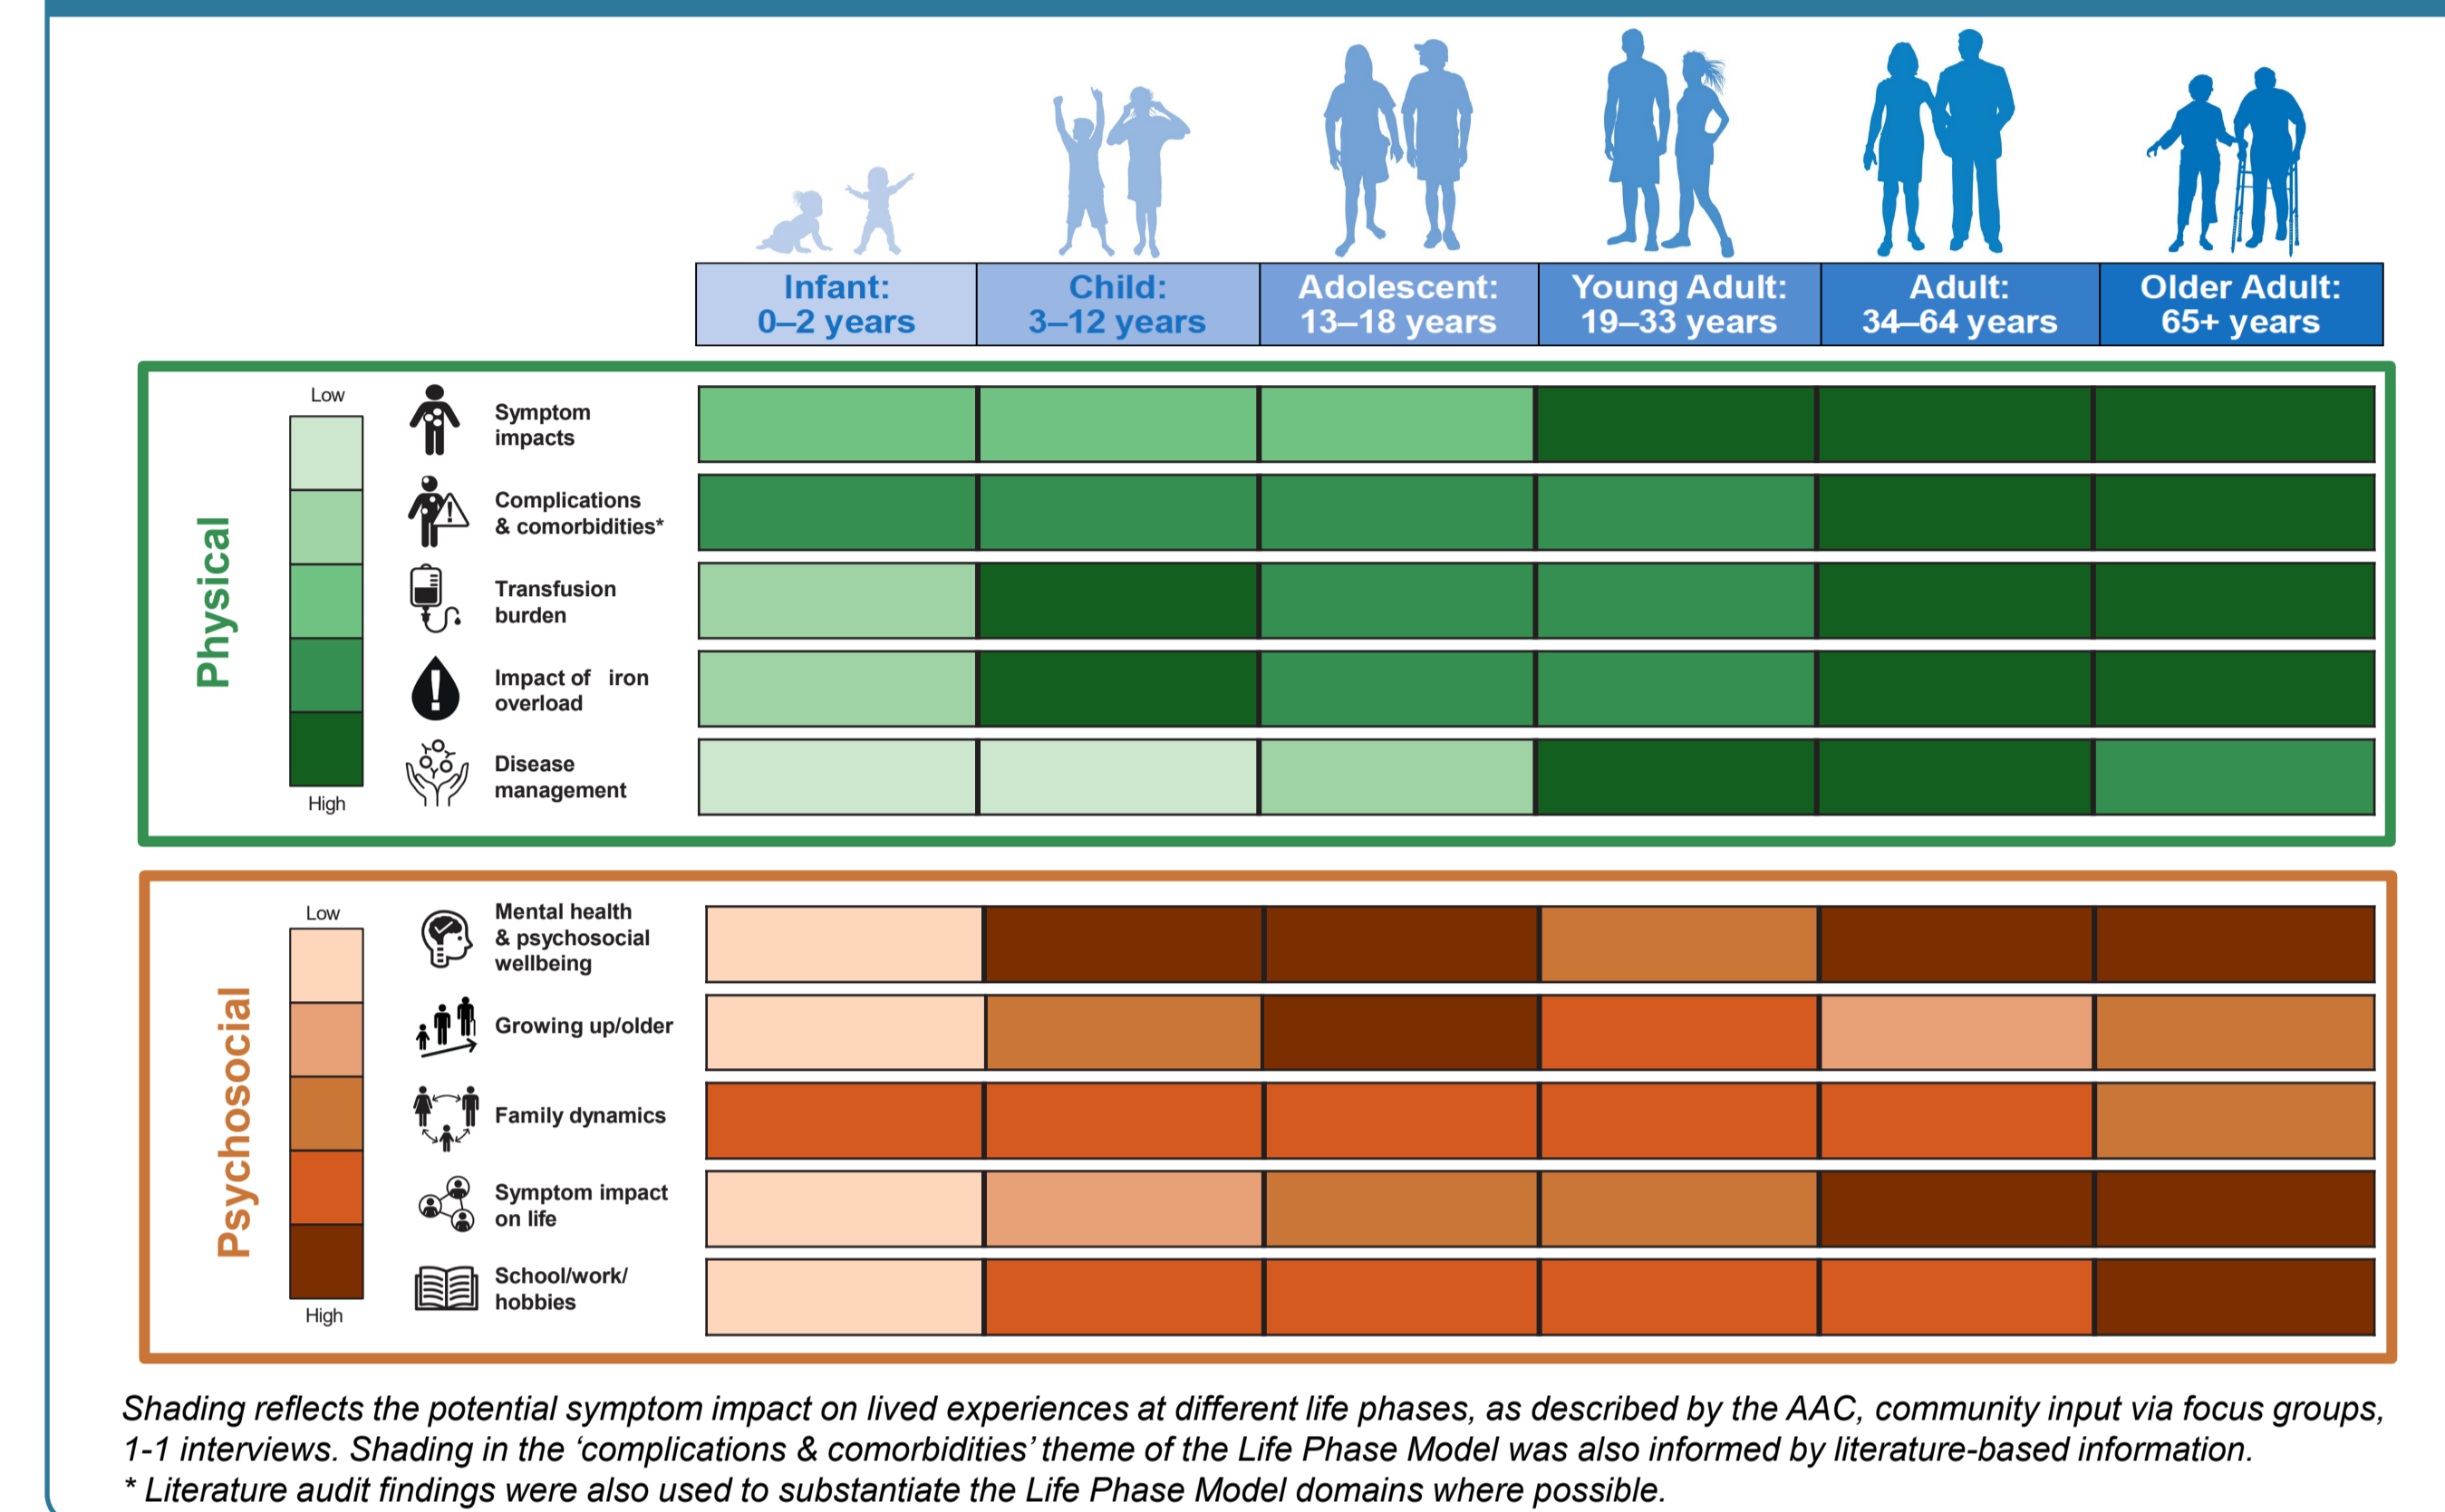 Infant:
0–2 years
Child:
3–12 years
Adolescent:
13–18 years
Young Adult:
19–33 years
Adult:
34–64 years
Older Adult:
65+ years
Physical
Low
High
Symptom
impacts
Complications
& comorbidities*
Transfusion
burden
Impact of iron
overload
Disease
management
Psychosocial
Low
High
Mental health
& psychosocial
wellbeing
Growing up/older
Family dynamics
Symptom impact
on life
School/work/
hobbies
Shading reflects the potential symptom impact on lived experiences at different life phases, as described by the AAC, community input via focus groups,
1-1 interviews. Shading in the ‘complications & comorbidities’ theme of the Life Phase Model was also informed by literature-based information.
* Literature audit findings were also used to substantiate the Life Phase Model domains where possible.